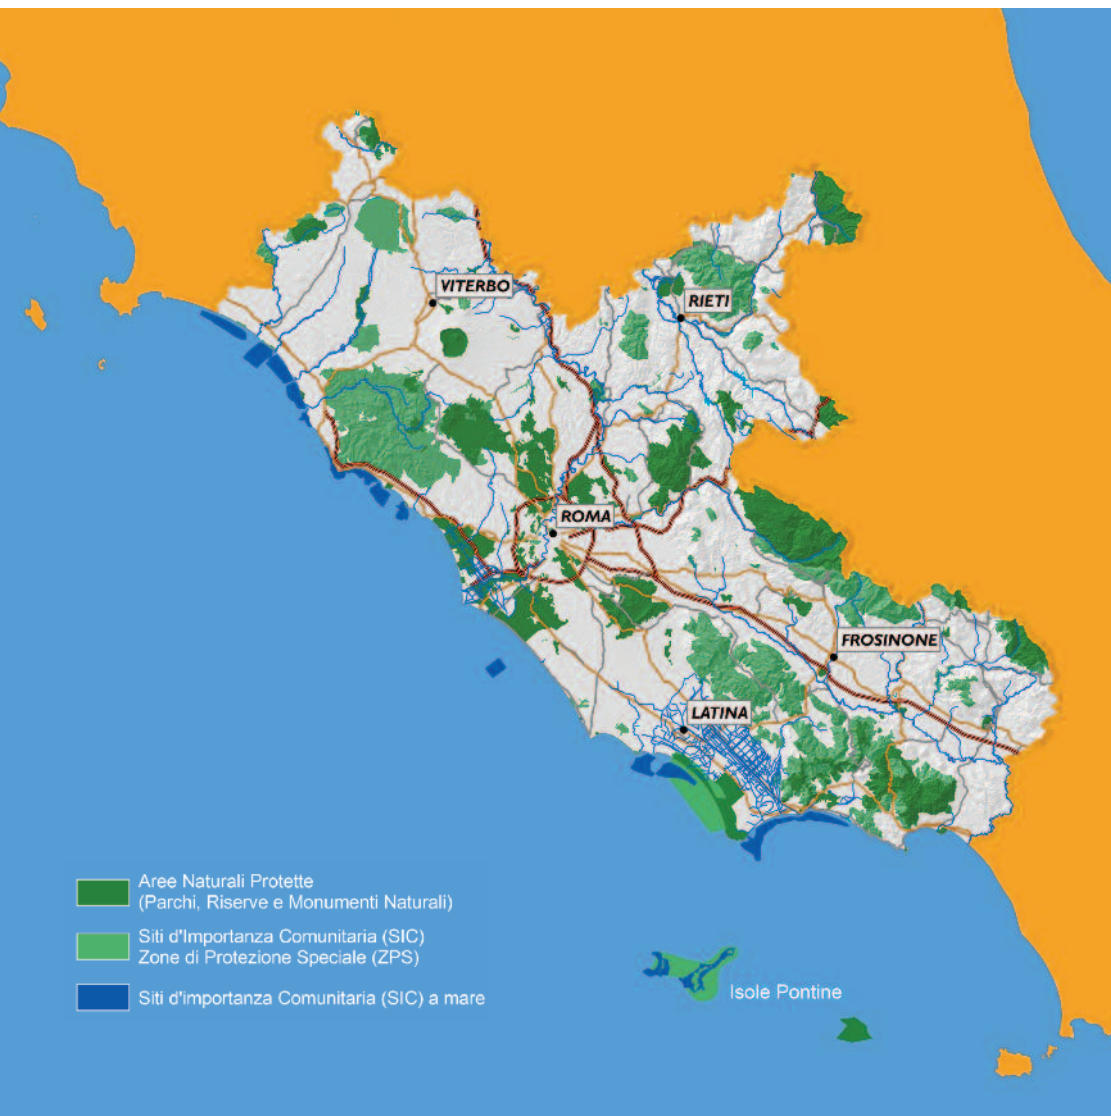 VITERBO
RIETI
ROMA
FROSINONE
LATINA
Aree Naturali Protette
(Parchi, Riserve e Monumenti Naturali)
Siti d'Importanza Comunitaria (SIC)
Zone di Protezione Speciale (ZPS)
Siti d'importanza Comunitaria (SIC) a mare
Isole Pontine